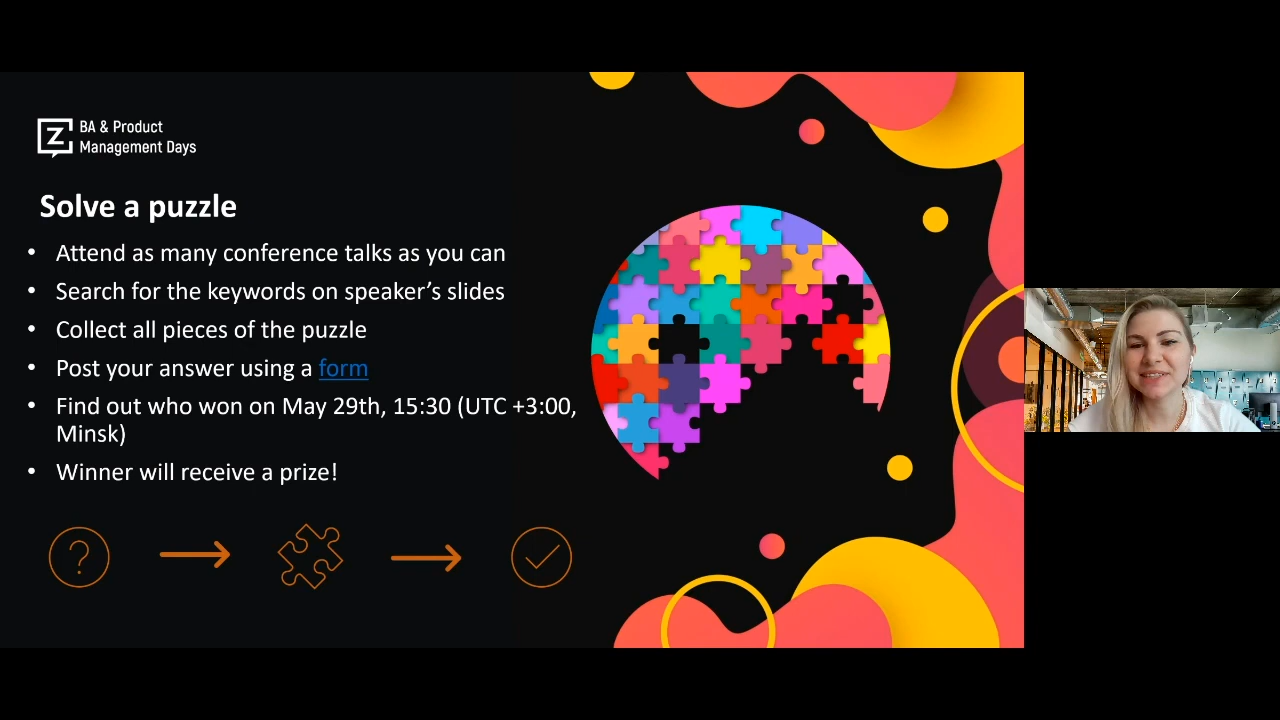 BA & Product
Management Days
Solve a puzzle
• Attend as many conference talks as you can
• Search for the keywords on speaker’s slides
• Collect all pieces of the puzzle
• Post your answer using a form
• Find out who won on May 29th, 15:30 (UTC +3:00,
Minsk)
• Winner will receive a prize!